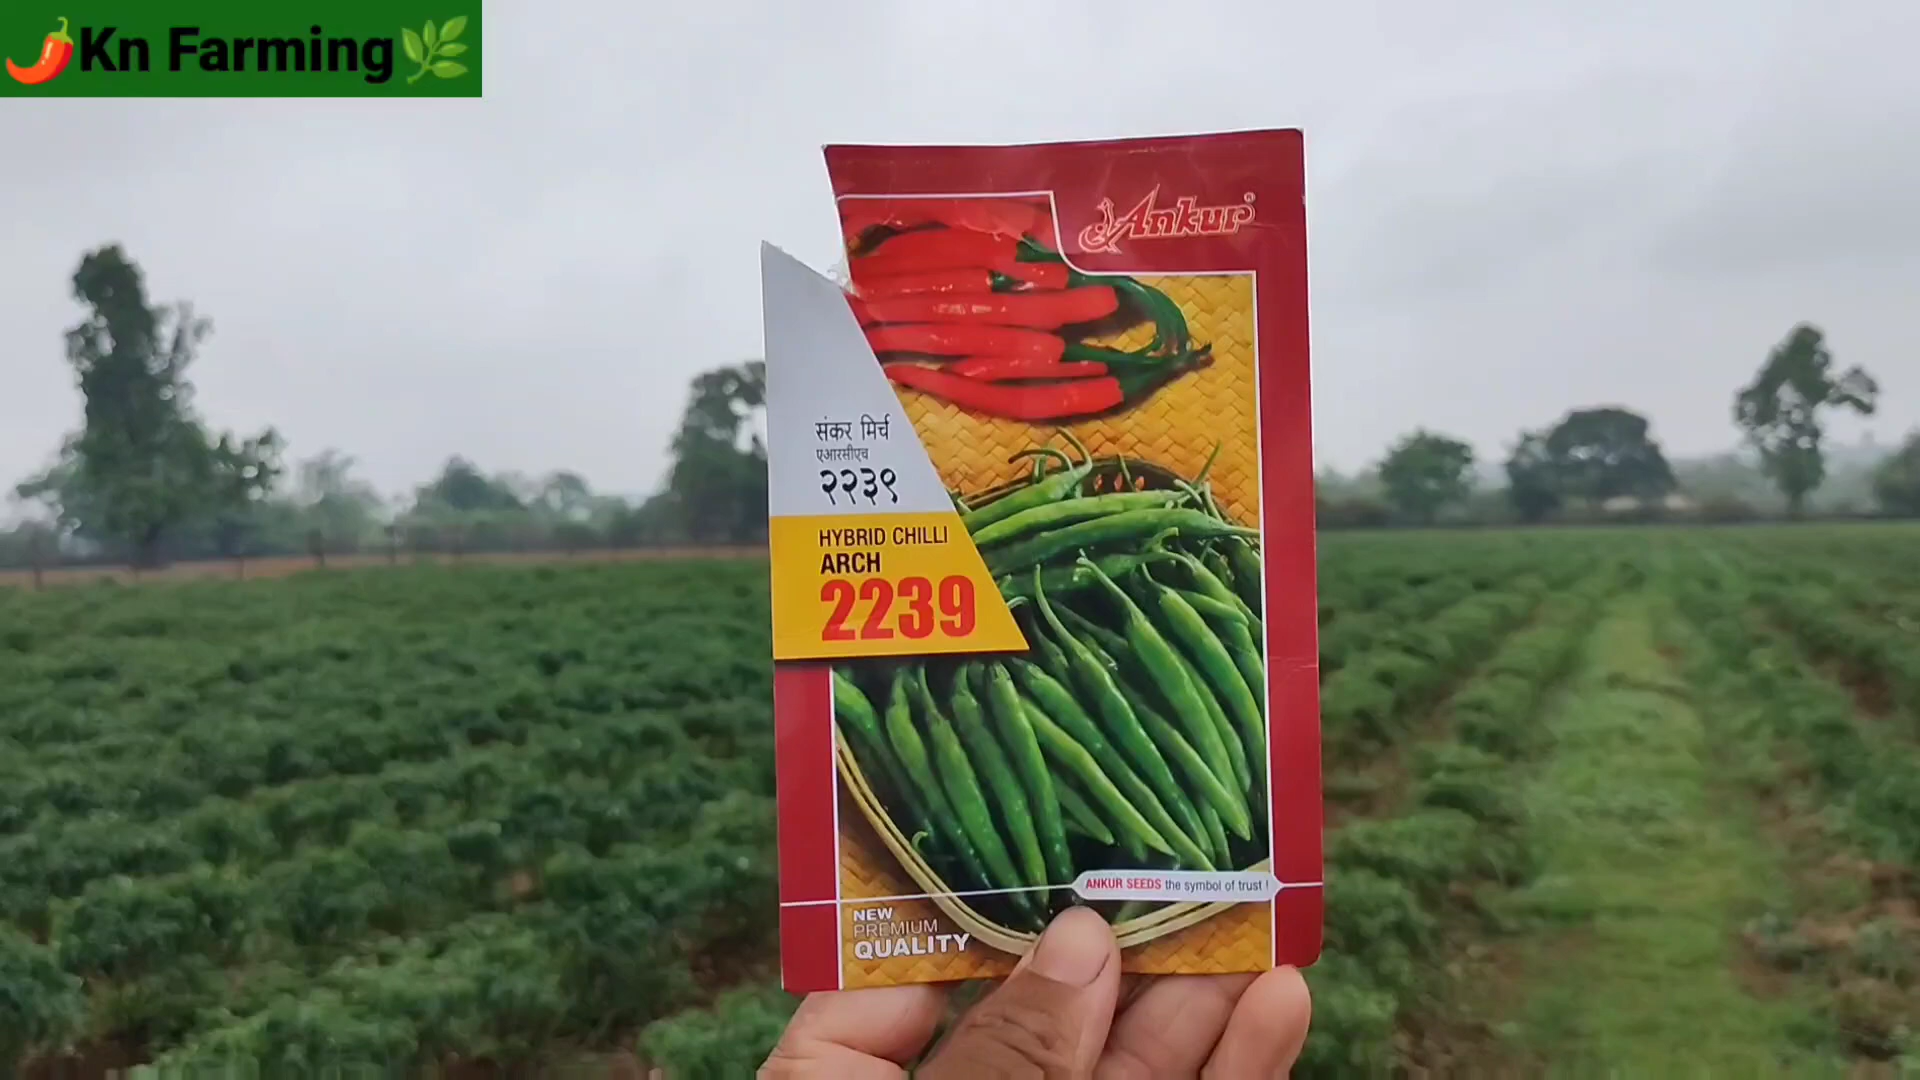 Kn Farming
Ankur®
संकर मिर्च
एआरसीएच
२२३९
HYBRID CHILLI
ARCH
2239
ANKUR SEEDS the symbol of trust !
NEW
PREMIUM
QUALITY